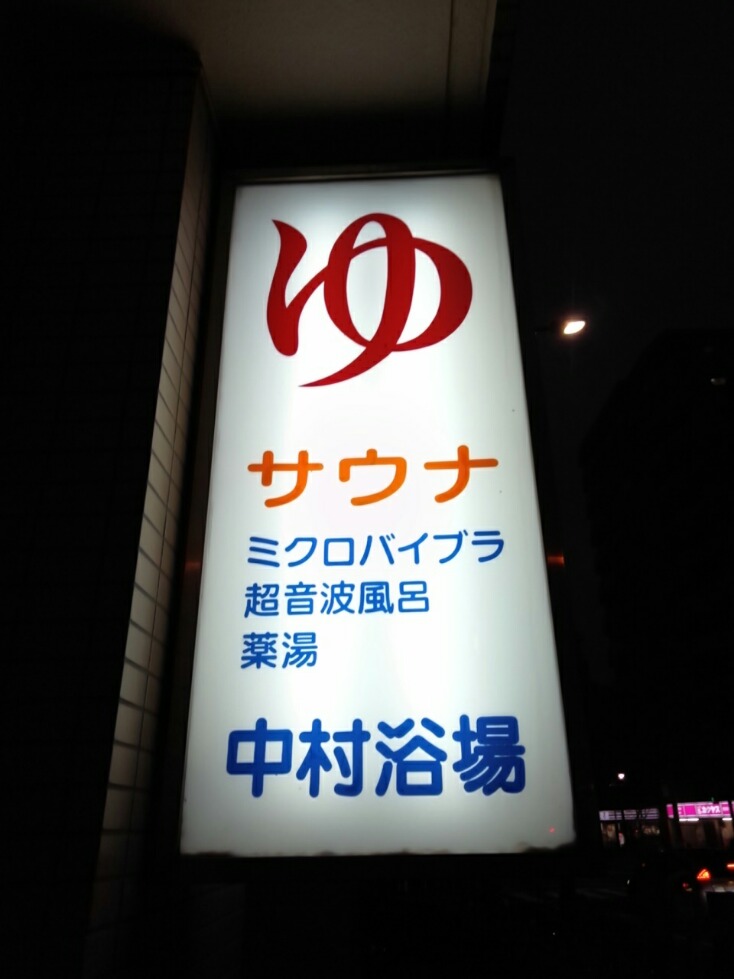 ゆ
サウナ
ミクロバイブラ
超音波風呂
薬湯
中村浴場